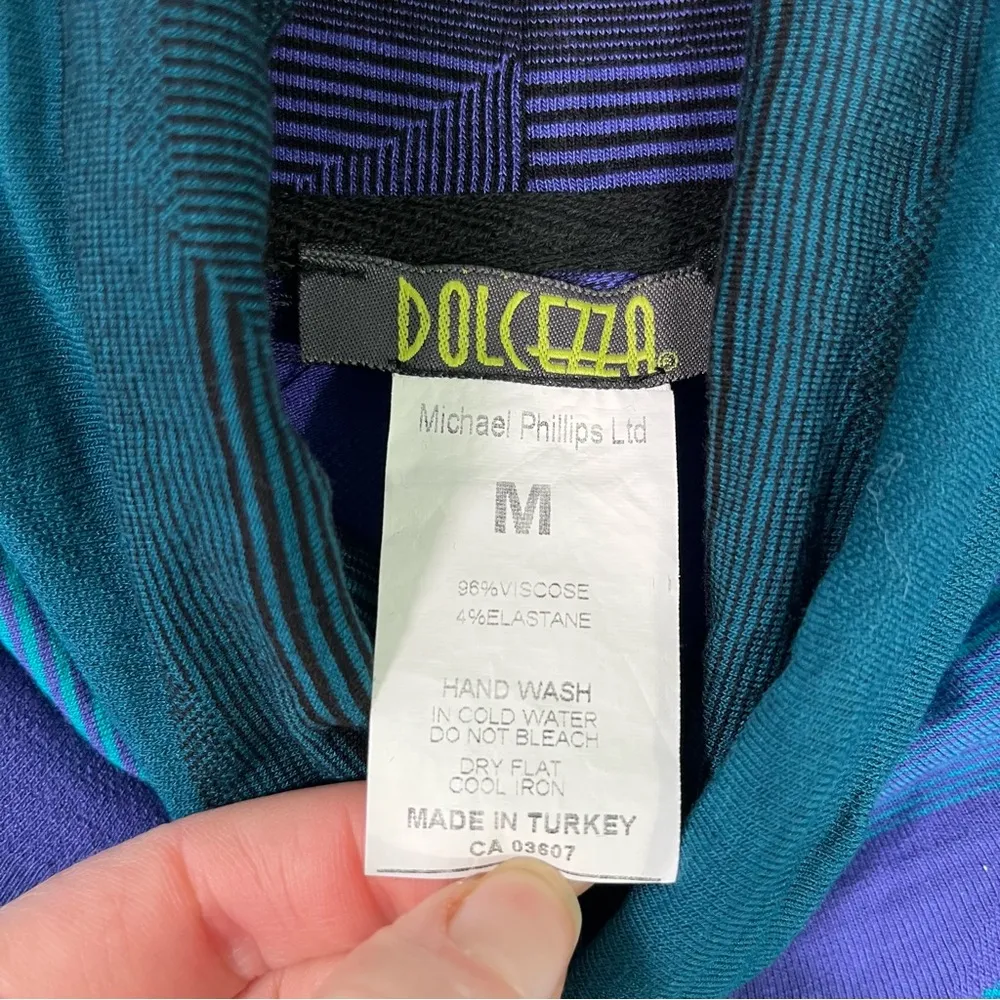 DOLCEZZA®
Michael Phillips Ltd
M
96%VISCOSE
4%ELASTANE
HAND WASH
IN COLD WATER
DO NOT BLEACH
DRY FLAT
COOL IRON
MADE IN TURKEY
CA 03607